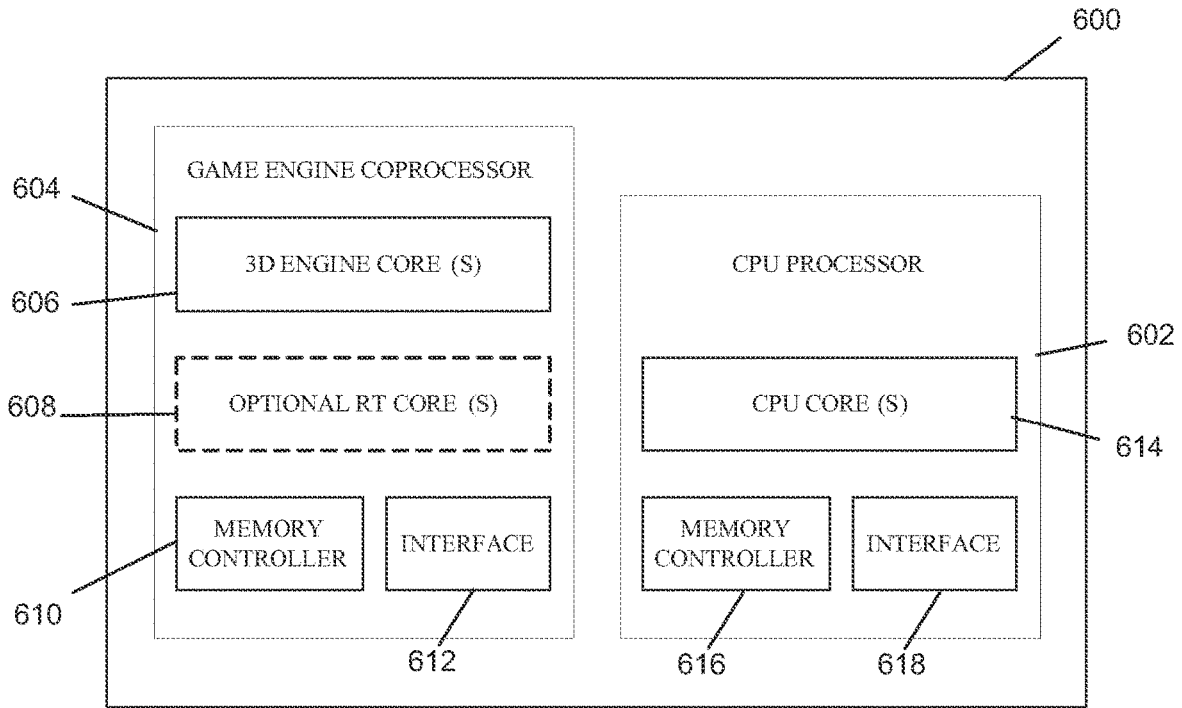 600
GAME ENGINE COPROCESSOR
604
3D ENGINE CORE (S)
606
OPTIONAL RT CORE (S)
608
MEMORY
CONTROLLER
INTERFACE
610
612
CPU PROCESSOR
602
CPU CORE (S)
614
MEMORY
CONTROLLER
INTERFACE
616
618